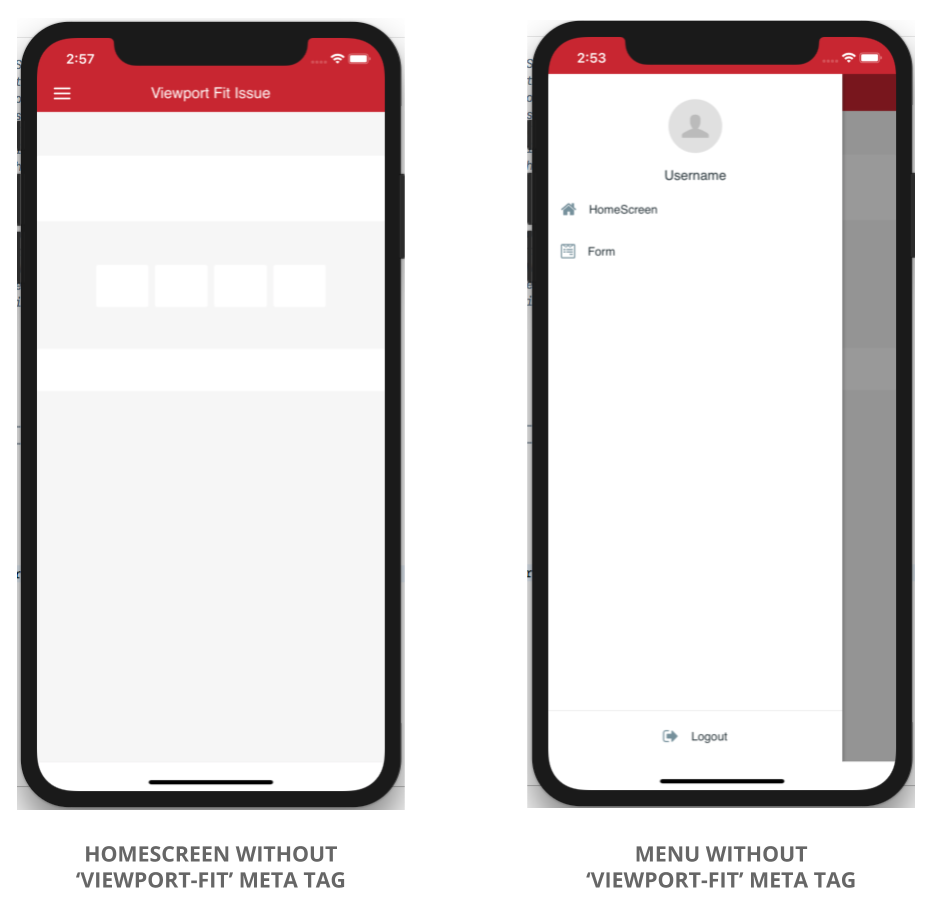 2:57
Viewport Fit Issue
HOMESCREEN WITHOUT
‘VIEWPORT-FIT’ META TAG
2:53
Username
HomeScreen
Form
Logout
MENU WITHOUT
‘VIEWPORT-FIT’ META TAG